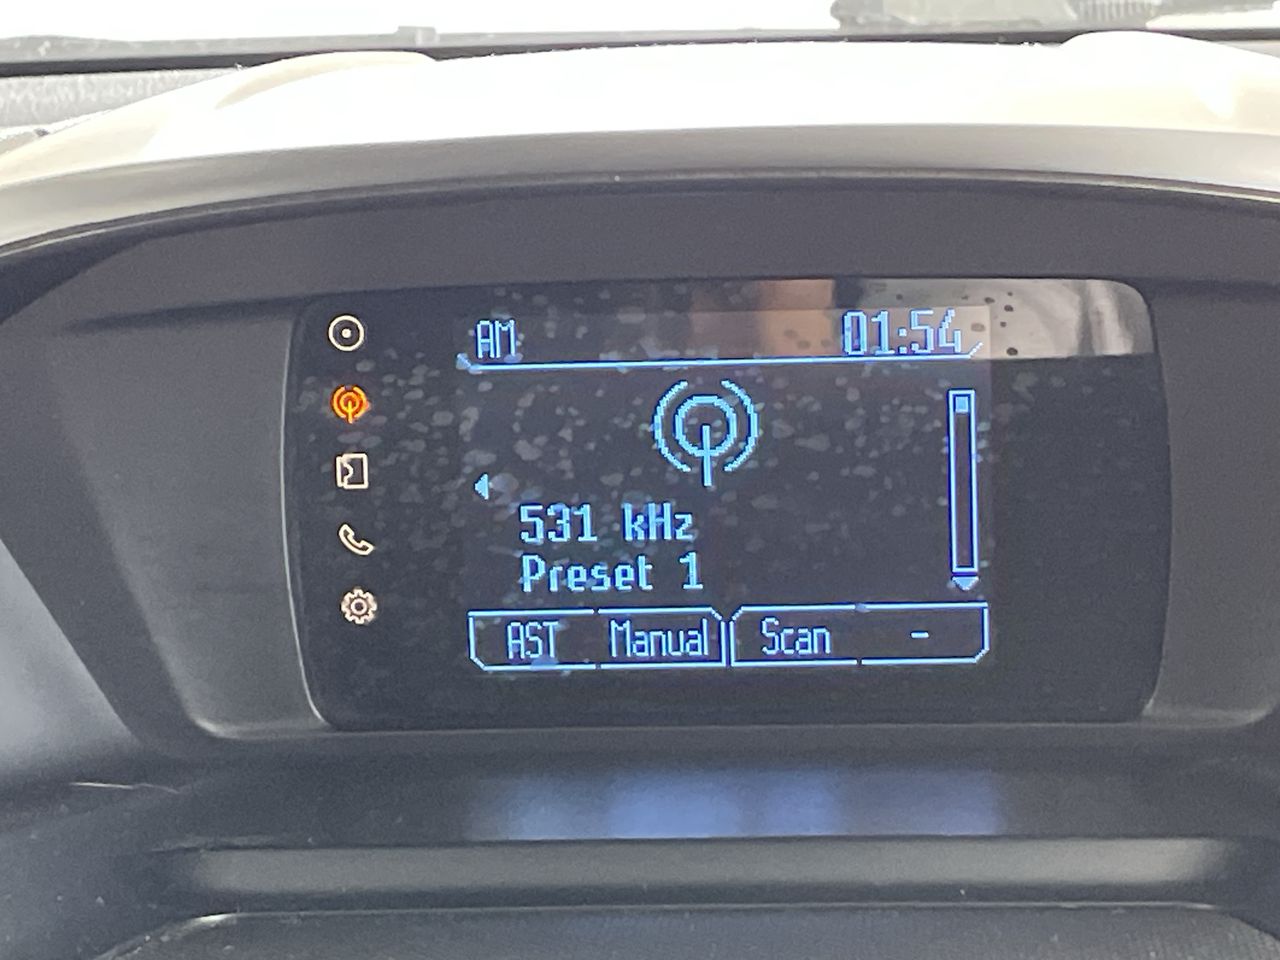 AM 01:54
531 kHz
Preset 1
AST Manual Scan -